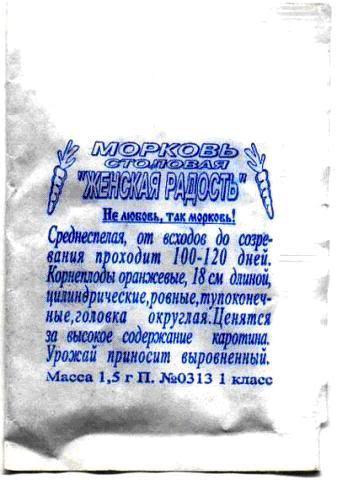 МОРКОВЬ
СТОЛОВАЯ
"ЖЕНСКАЯ РАДОСТЬ"
Не любовь, так морковь!
Среднеспелая, от всходов до созре-
вания проходит 100-120 дней.
Корнеплоды оранжевые, 18 см длиной,
цилиндрические,ровные,тупоконеч-
ные,головка округлая.Ценятся
за высокое содержание каротина.
Урожай приносит выровненный.
Масса 1,5 г П. №0313 1 класс